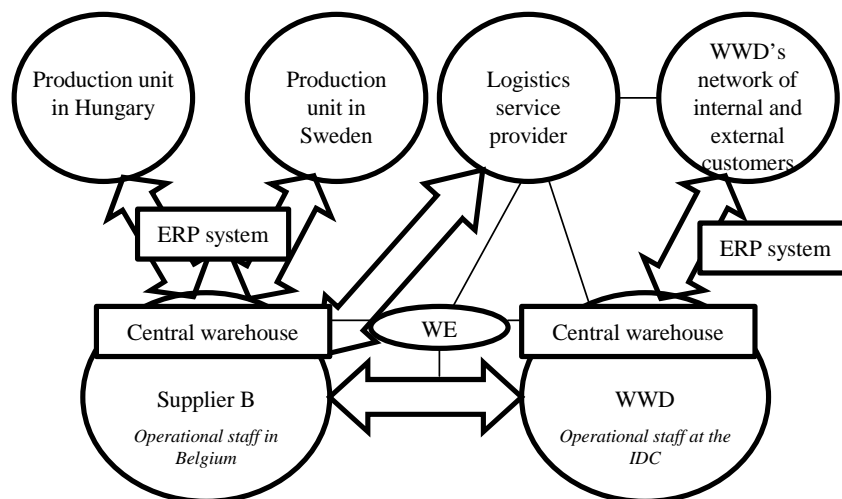 Production unit
in Hungary
Production
unit in
Sweden
Logistics
service
provider
WWD's
network of
internal and
external
customers
ERP system
ERP system
Central warehouse
WE
Central warehouse
Supplier B
Operational staff in
Belgium
WWD
Operational staff at the
IDC